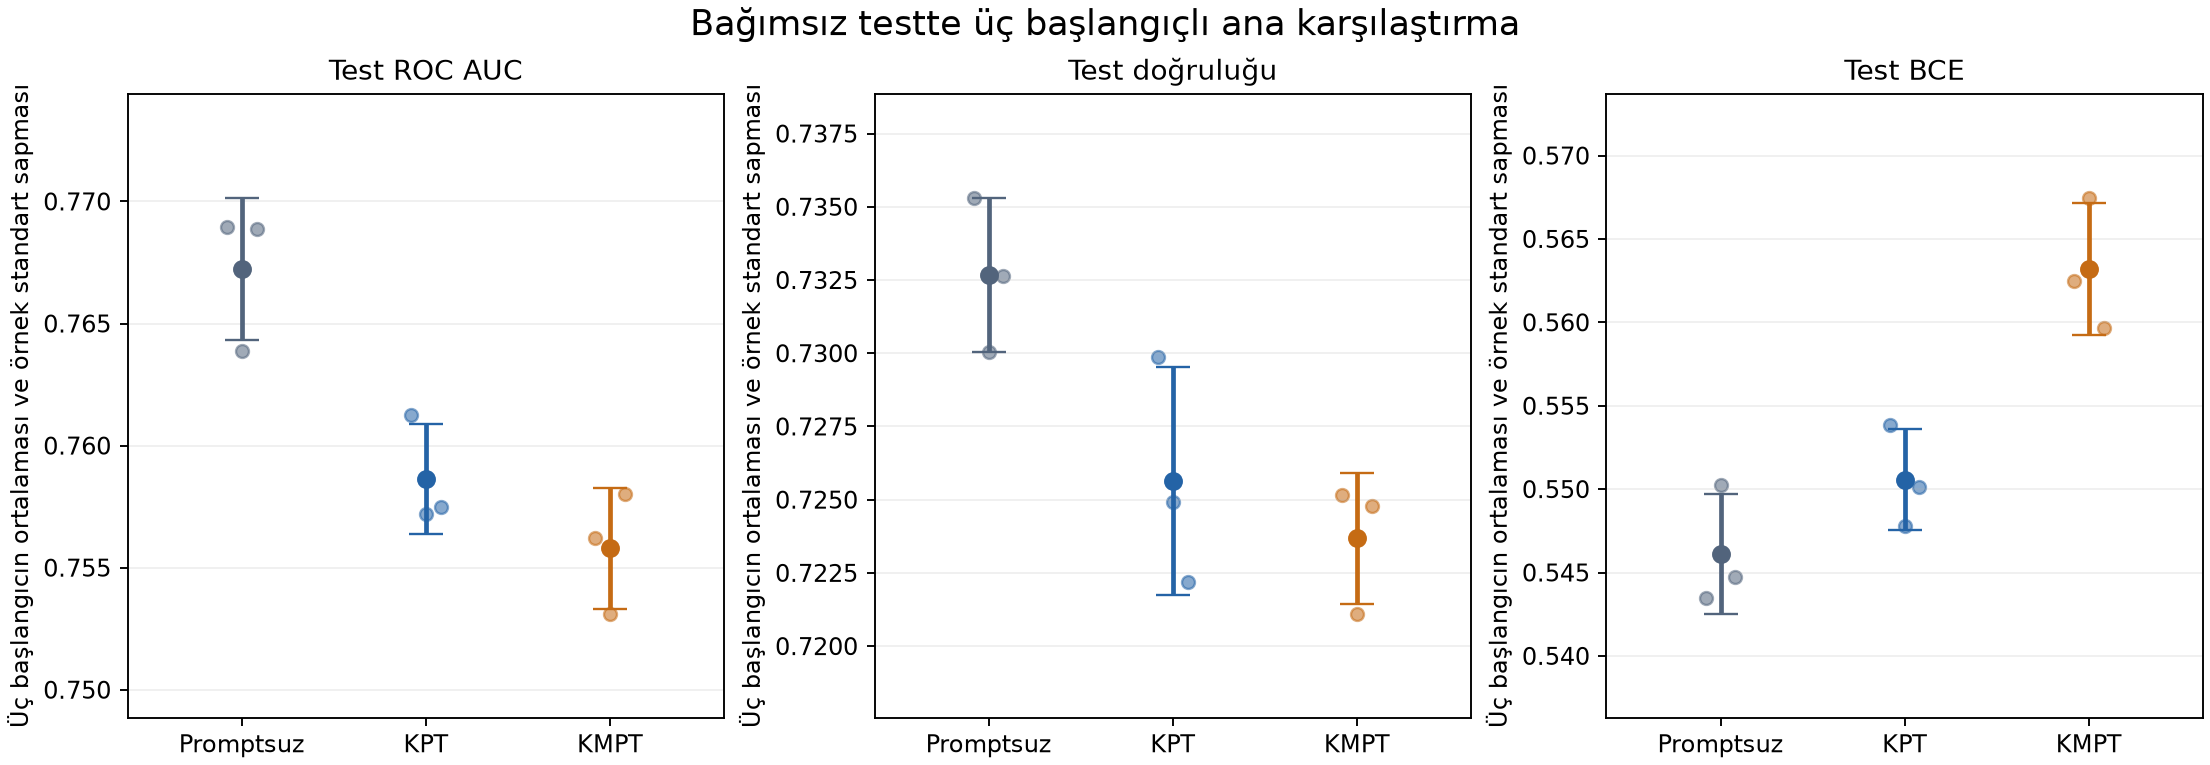 Bağımsız testte üç başlangıçlı ana karşılaştırma
Test ROC AUC
Üç başlangıcın ortalaması ve örnek standart sapması
0.770
0.765
0.760
0.755
0.750
Promptsuz KPT KMPT
Test doğruluğu
Üç başlangıcın ortalaması ve örnek standart sapması
0.7375
0.7350
0.7325
0.7300
0.7275
0.7250
0.7225
0.7200
Promptsuz KPT KMPT
Test BCE
Üç başlangıcın ortalaması ve örnek standart sapması
0.570
0.565
0.560
0.555
0.550
0.545
0.540
Promptsuz KPT KMPT